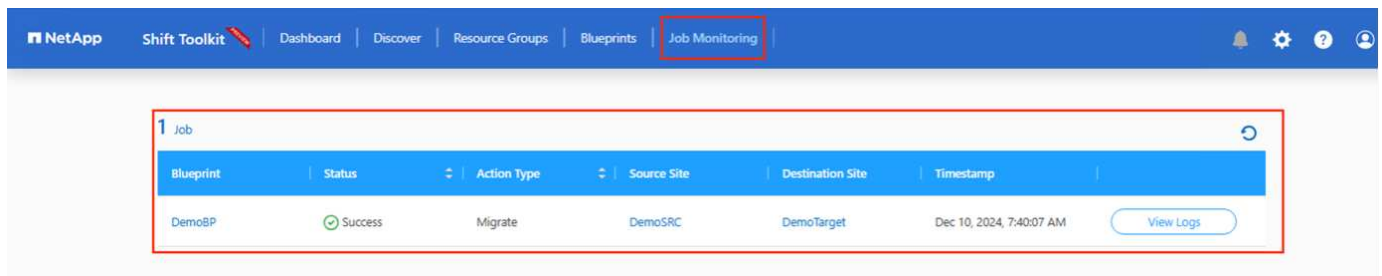 NetApp Shift Toolkit PREVIEW Dashboard Discover Resource Groups Blueprints Job Monitoring ?
1 Job
Blueprint Status Action Type Source Site Destination Site Timestamp
DemoBP Success Migrate DemoSRC DemoTarget Dec 10, 2024, 7:40:07 AM View Logs